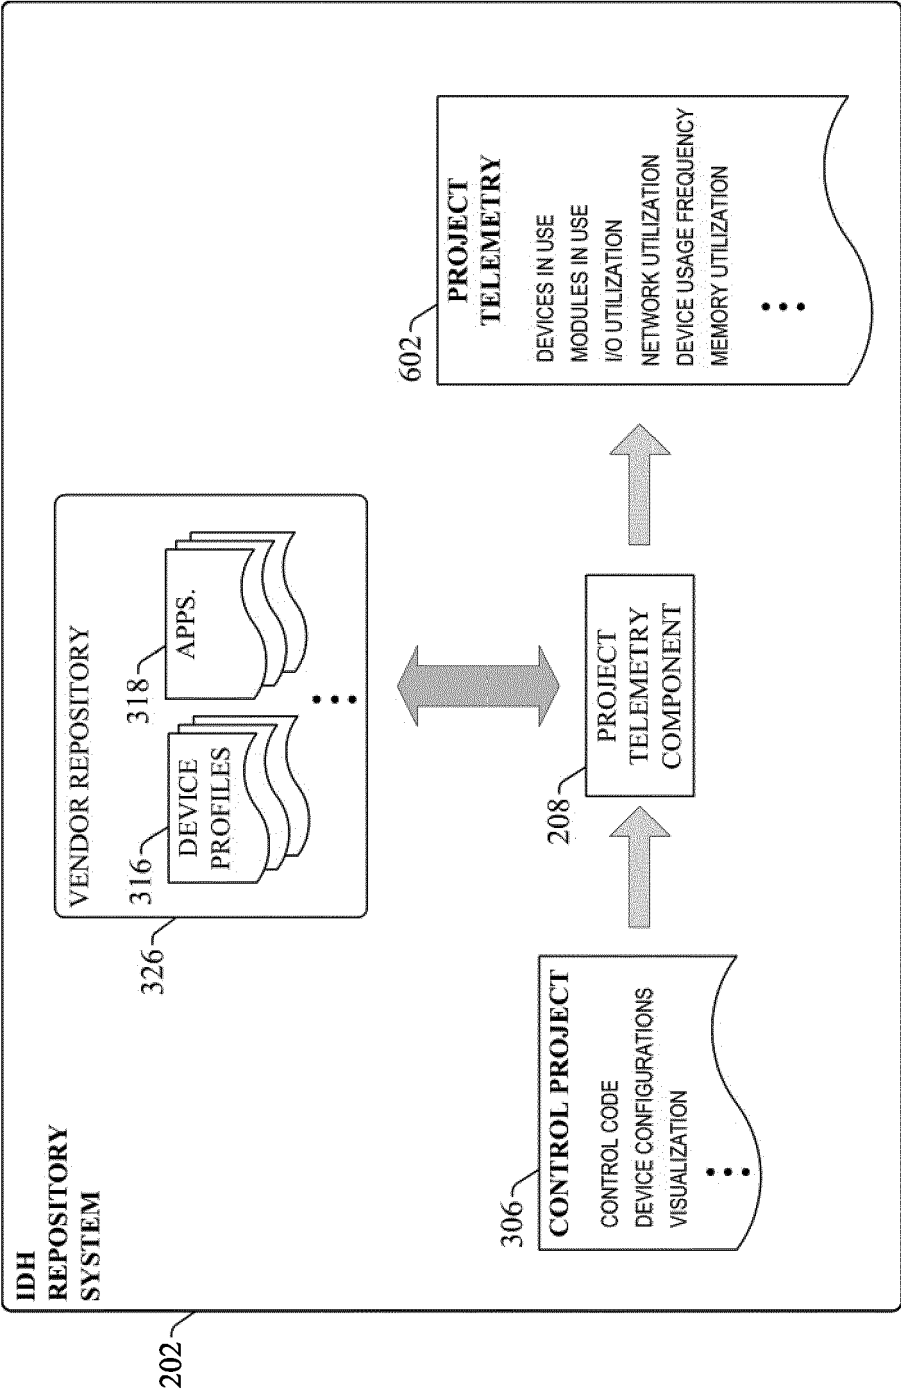 IDH
REPOSITORY
SYSTEM
202
VENDOR REPOSITORY
326
316
DEVICE
PROFILES
318
APPS.
306
CONTROL PROJECT
CONTROL CODE
DEVICE CONFIGURATIONS
VISUALIZATION
208
PROJECT
TELEMETRY
COMPONENT
602
PROJECT
TELEMETRY
DEVICES IN USE
MODULES IN USE
I/O UTILIZATION
NETWORK UTILIZATION
DEVICE USAGE FREQUENCY
MEMORY UTILIZATION